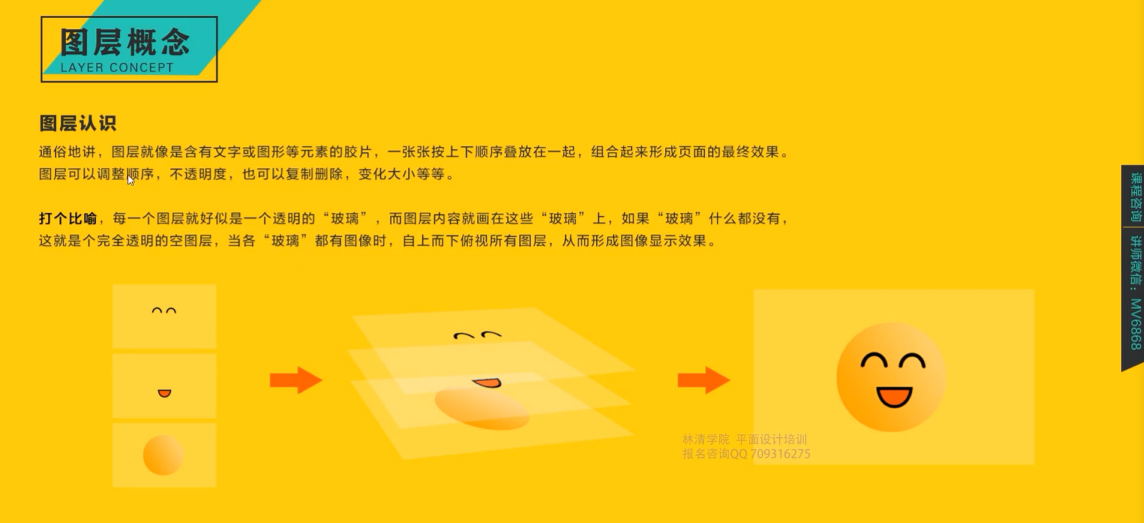 图层概念
LAYER CONCEPT
图层认识
通俗地讲，图层就像是含有文字或图形等元素的胶片，一张张按上下顺序叠放在一起，组合起来形成页面的最终效果。
图层可以调整顺序，不透明度，也可以复制删除，变化大小等等。
打个比喻，每一个图层就好似是一个透明的“玻璃”，而图层内容就画在这些“玻璃”上，如果“玻璃”什么都没有，
这就是个完全透明的空图层，当各“玻璃”都有图像时，自上而下俯视所有图层，从而形成图像显示效果。
林清学院 平面设计培训
报名咨询QQ 709316275
课程咨询
讲师微信：MV6868